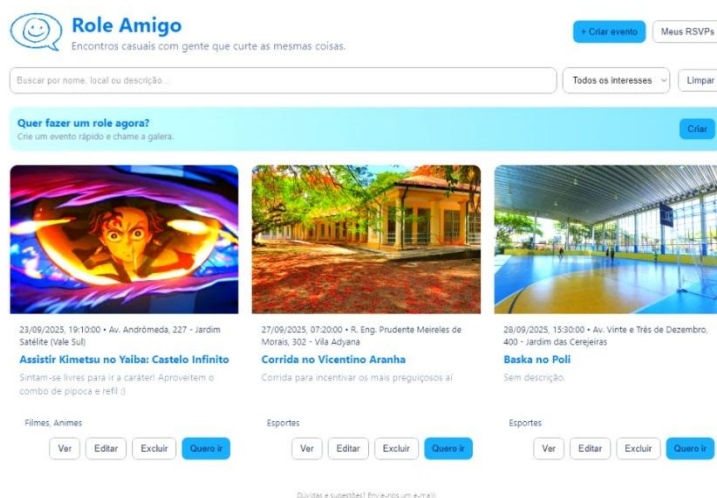 Role Amigo
Encontros casuais com gente que curte as mesmas coisas.
+ Criar evento
Meus RSVPs
Buscar por nome, local ou descrição...
Todos os interesses
Limpar
Quer fazer um role agora?
Crie um evento rápido e chame a galera.
Criar
23/09/2025, 19:10:00 • Av. Andrômeda, 227 - Jardim
Satélite (Vale Sul)
Assistir Kimetsu no Yaiba: Castelo Infinito
Sintam-se livres para ir a caráter! Aproveitem o
combo de pipoca e refil :)
Filmes, Animes
Ver
Editar
Excluir
Quero ir
27/09/2025, 07:20:00 • R. Eng. Prudente Meireles de
Morais, 302 - Vila Adyana
Corrida no Vicentino Aranha
Corrida para incentivar os mais preguiçosos aí
Esportes
Ver
Editar
Excluir
Quero ir
28/09/2025, 15:30:00 • Av. Vinte e Três de Dezembro,
400 - Jardim das Cerejeiras
Baska no Poli
Sem descrição.
Esportes
Ver
Editar
Excluir
Quero ir
Dúvidas e sugestões? Envie-nos um e-mail!